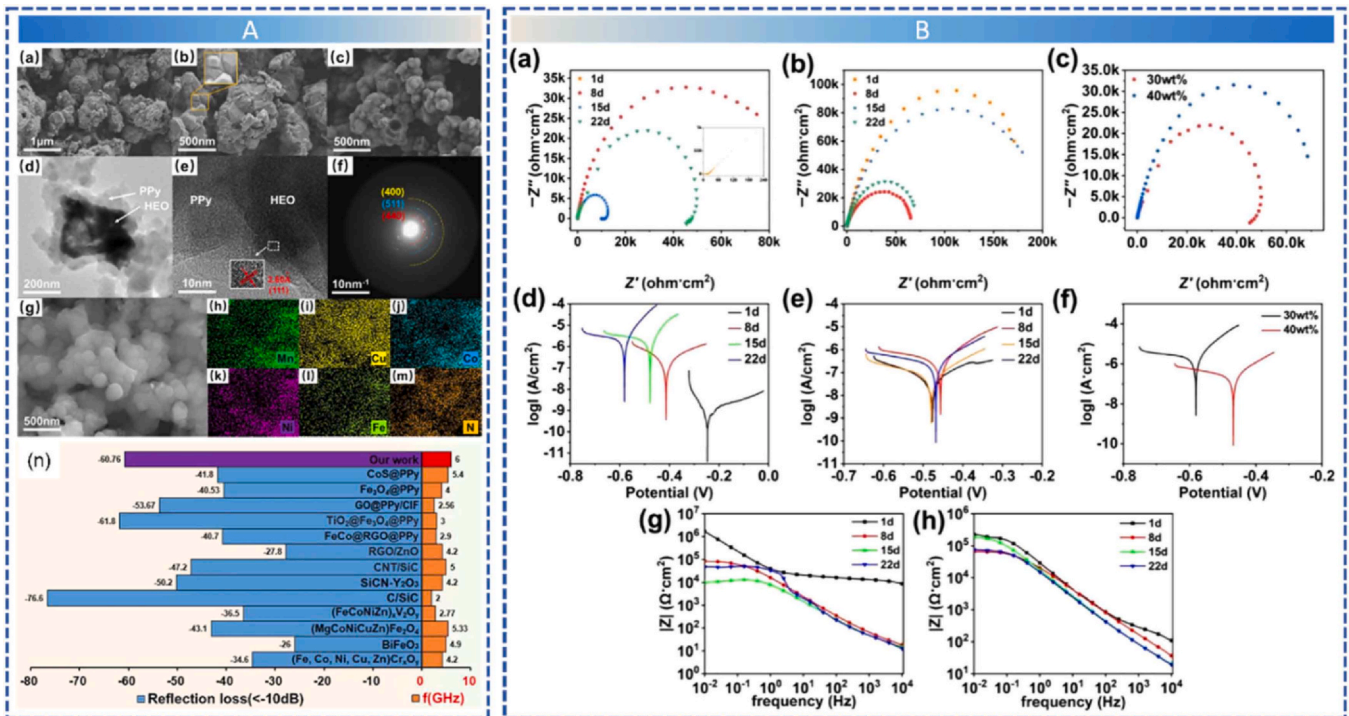 A
(a)
1μm
(b)
500nm
(c)
500nm
(d)
PPy
HEO
200nm
(e)
PPy
HEO
(111)
10nm
(f)
(400)
(511)
10nm⁻¹
(g)
500nm
(h)
Mn
(i)
Cu
(j)
Co
(k)
Ni
(l)
Fe
(m)
N
(n)
-60.76 Our work 6
-41.8 CoS@PPy 5.4
-40.53 Fe₃O₄@PPy 4
-53.67 GO@PPy/CIF 2.56
-61.8 TiO₂@Fe₃O₄@PPy 3
-40.7 FeCo@RGO@PPy 2.9
-27.8 RGO/ZnO 4.2
-47.2 CNT/SiC 5
-50.2 SiCN-Y₂O₃ 4.2
-76.6 C/SiC 2
-36.5 (FeCoNiZn)ₓV₂Oᵧ 2.77
-43.1 (MgCoNiCuZn)Fe₂O₄ 5.33
-26 BiFeO₃ 4.9
-34.6 (Fe, Co, Ni, Cu, Zn)CrₓOᵧ 4.2
-80 -70 -60 -50 -40 -30 -20 -10 0 10
Reflection loss(<-10dB) f(GHz)
B
(a)
35k
30k
25k
20k
15k
10k
5k
0
−Z″ (ohm·cm²)
1d
8d
15d
22d
0 20k 40k 60k 80k
Z′ (ohm·cm²)
(b)
100k
80k
60k
40k
20k
0
−Z″ (ohm·cm²)
1d
8d
15d
22d
0 50k 100k 150k 200k
Z′ (ohm·cm²)
(c)
35.0k
30.0k
25.0k
20.0k
15.0k
10.0k
5.0k
0.0
−Z″ (ohm·cm²)
30wt%
40wt%
0.0 20.0k 40.0k 60.0k
Z′ (ohm·cm²)
(d)
-4
-5
-6
-7
-8
-9
-10
-11
logI (A/cm²)
1d
8d
15d
22d
-0.8 -0.6 -0.4 -0.2 0.0
Potential (V)
(e)
-4
-5
-6
-7
-8
-9
-10
-11
logI (A/cm²)
1d
8d
15d
22d
-0.7 -0.6 -0.5 -0.4 -0.3 -0.2
Potential (V)
(f)
-4
-6
-8
-10
logI (A·cm²)
30wt%
40wt%
-0.8 -0.6 -0.4 -0.2
Potential (V)
(g)
10⁷
10⁶
10⁵
10⁴
10³
10²
10¹
10⁰
|Z| (Ω·cm²)
1d
8d
15d
22d
10⁻² 10⁻¹ 10⁰ 10¹ 10² 10³ 10⁴
frequency (Hz)
(h)
10⁶
10⁵
10⁴
10³
10²
10¹
|Z| (Ω·cm²)
1d
8d
15d
22d
10⁻² 10⁻¹ 10⁰ 10¹ 10² 10³ 10⁴
frequency (Hz)